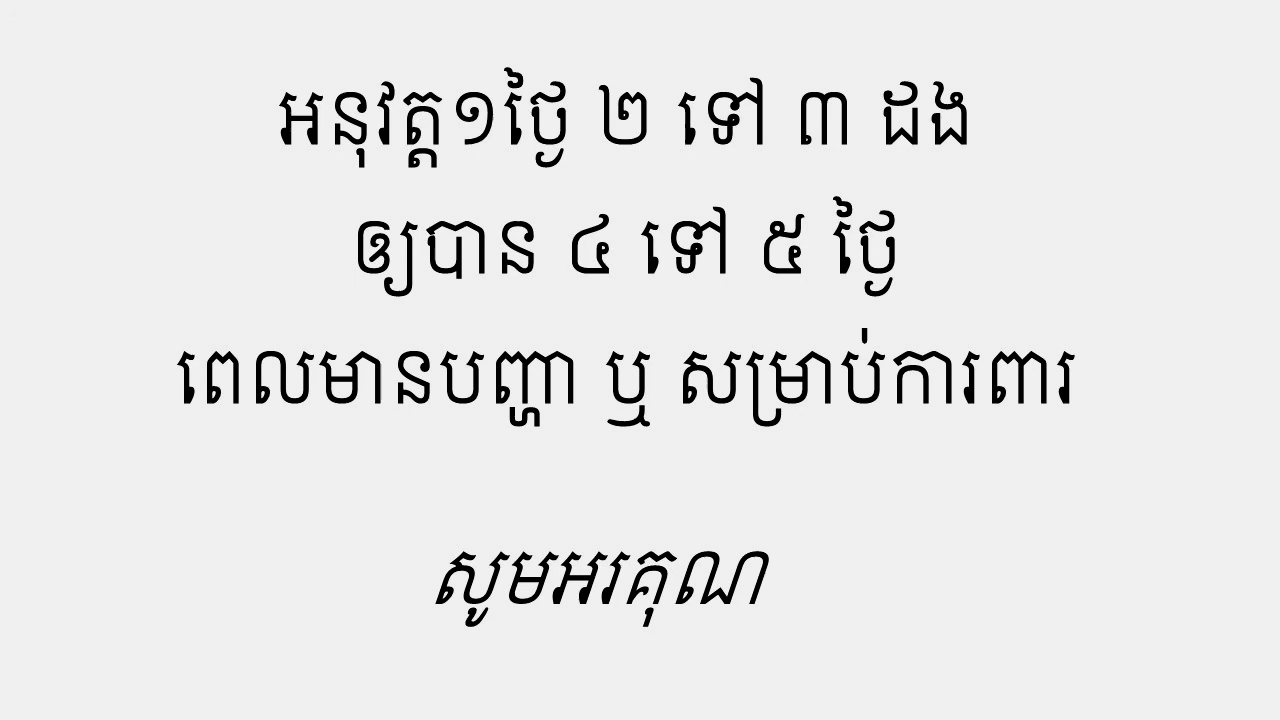 អនុវត្ត១ថ្ងៃ ២ ទៅ ៣ ដង
ឲ្យបាន ៤ ទៅ ៥ ថ្ងៃ
ពេលមានបញ្ហា ឬ សម្រាប់ការពារ
សូមអរគុណ